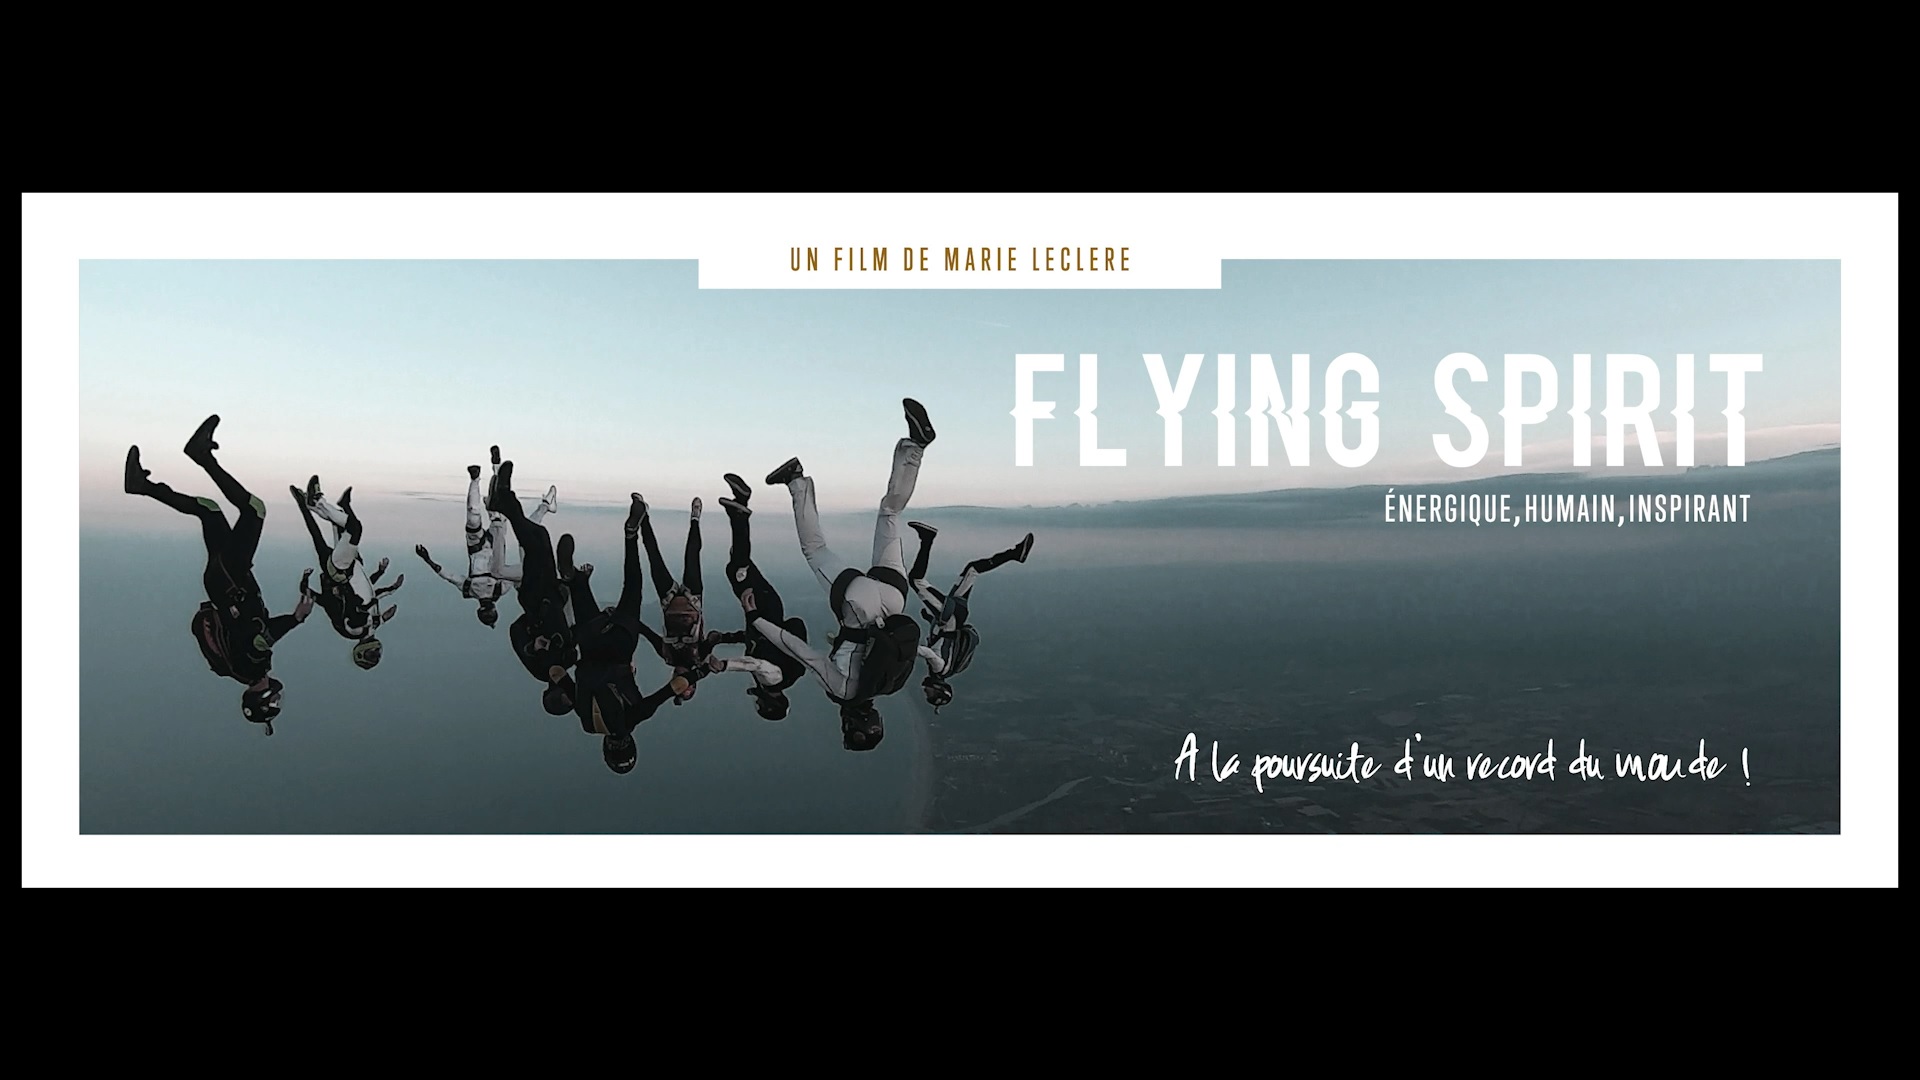 UN FILM DE MARIE LECLERE
FLYING SPIRIT
ÉNERGIQUE, HUMAIN, INSPIRANT
A la poursuite d'un record du monde !